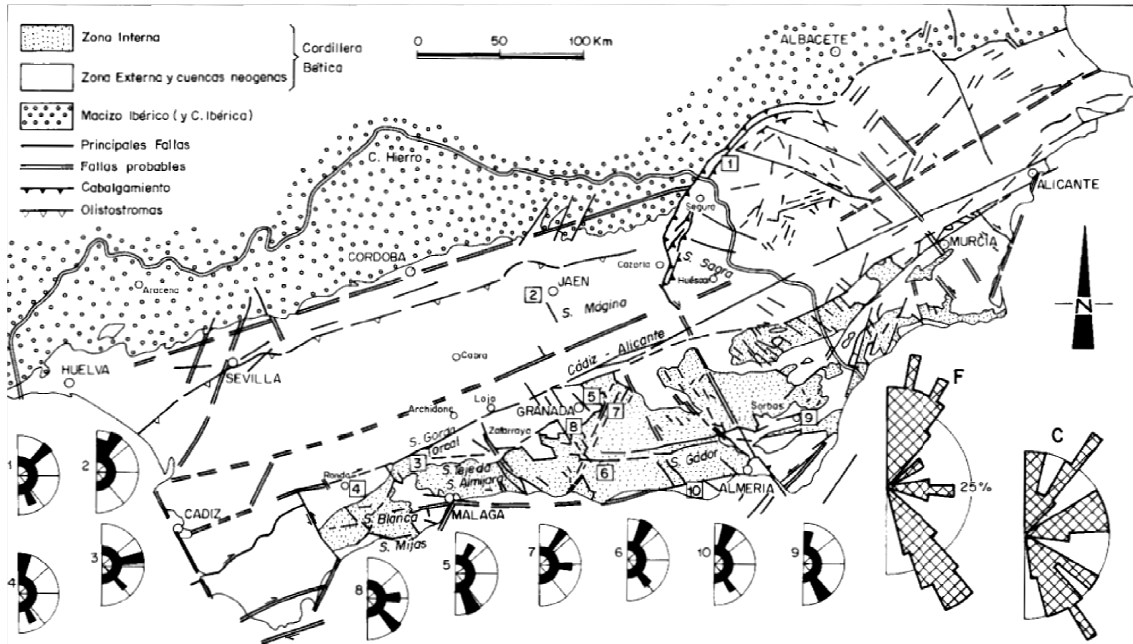 Zona Interna
Zona Externa y cuencas neogenas
Cordillera
Bética
Macizo Ibérico (y C. Ibérica)
Principales Fallas
Fallas probables
Cabalgamiento
Olistostromas
0 50 100 Km
ALBACETE
C. Hierro
1
Segura
ALICANTE
MURCIA
CORDOBA
Aracena
Cazorla
S. Sagra
Huéscar
JAEN
2
S. Mágina
N
HUELVA
SEVILLA
Cabra
Cádiz - Alicante
F
Archidona
Loja
GRANADA
5
7
8
Sorbas
9
C
S. Gorda
Torcal
Zafarraya
3
S. Tejeda
S. Almijara
6
S. Gádor
25%
Ronda
4
10
ALMERIA
CADIZ
S. Blanca
MALAGA
S. Mijas
1
2
3
4
8
5
7
6
10
9